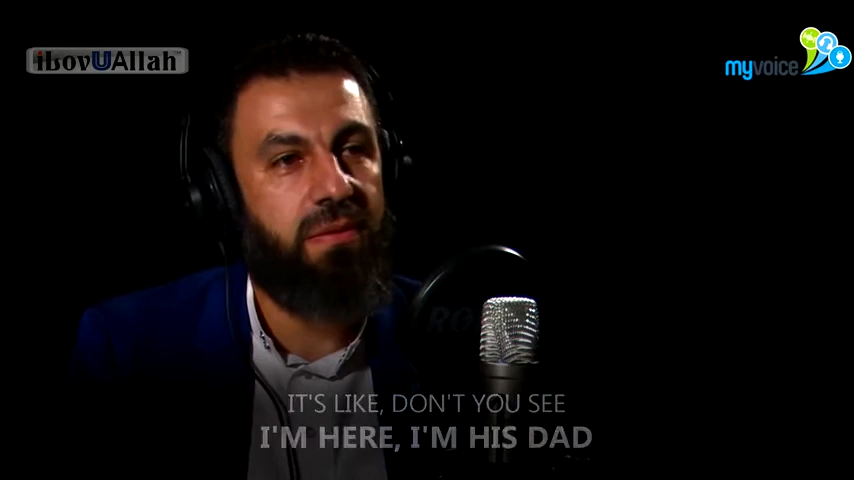 iLovUAllah™
myvoice
IT'S LIKE, DON'T YOU SEE
I'M HERE, I'M HIS DAD